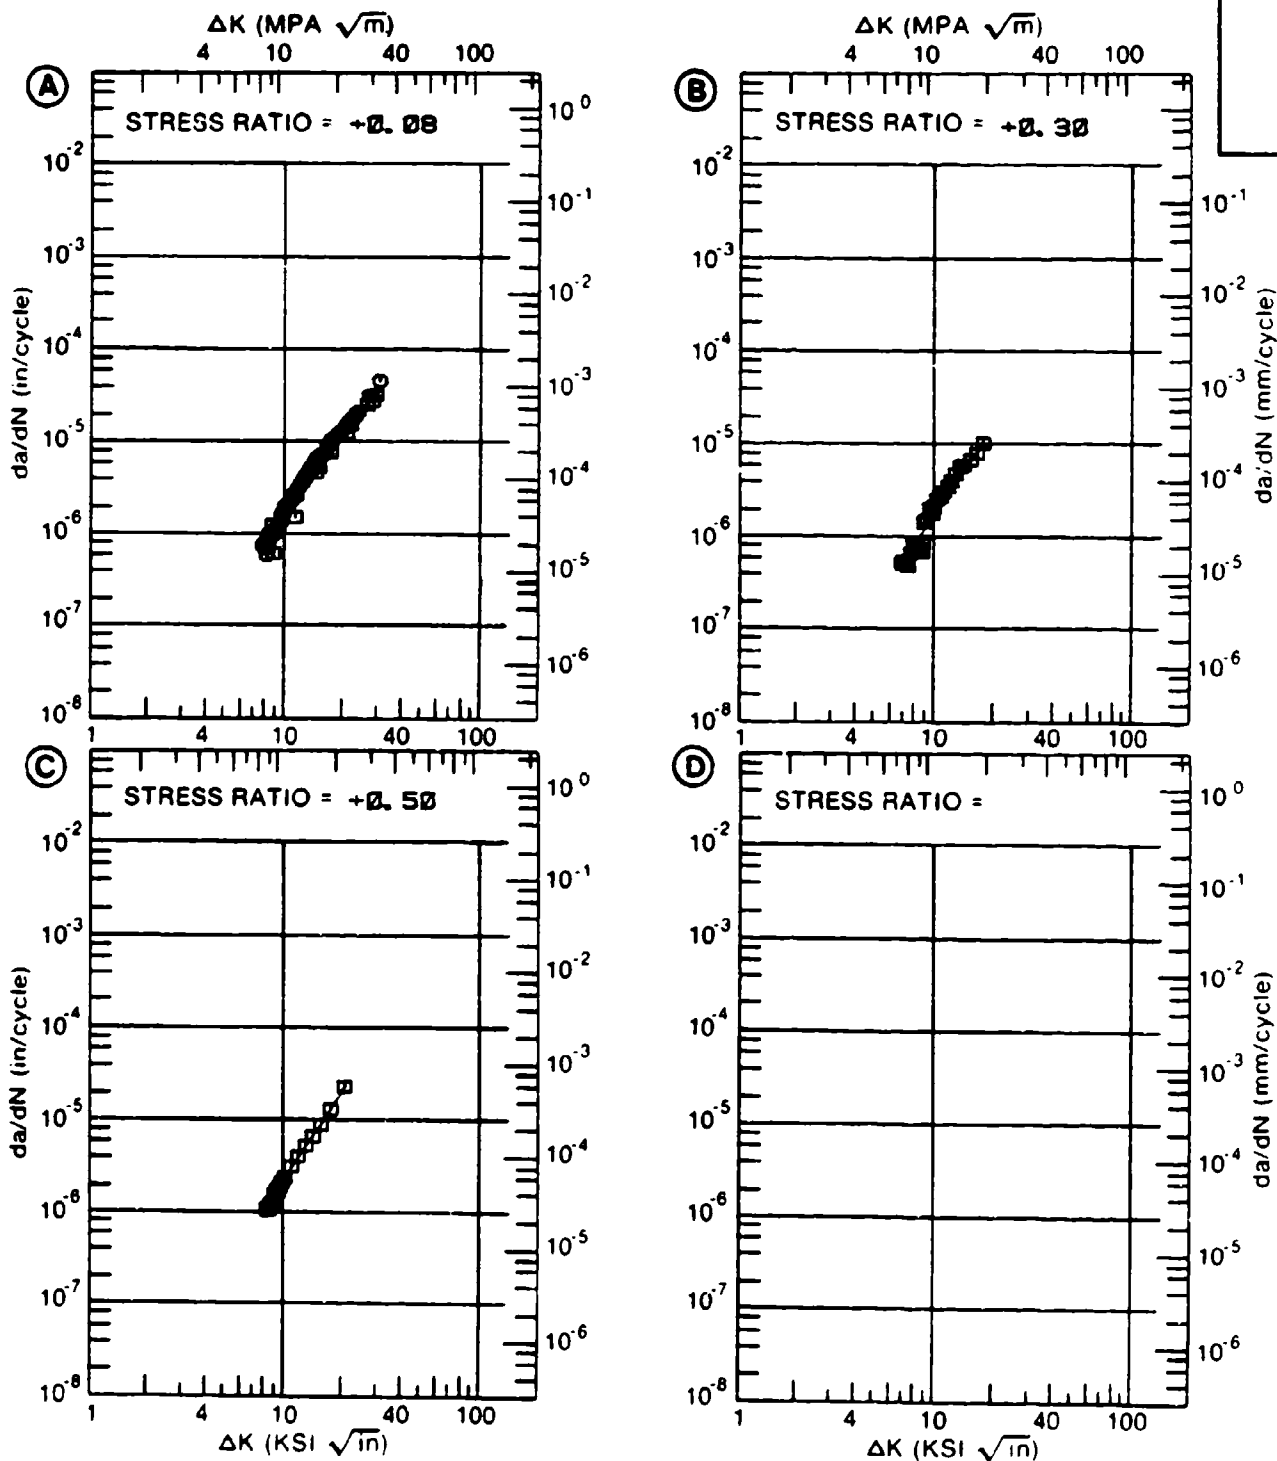 ΔK (MPA √m)
4 10 40 100
A
STRESS RATIO = +0.08
10⁰
10⁻¹
10⁻²
10⁻³
10⁻⁴
10⁻⁵
10⁻⁶
da/dN (in/cycle)
10⁻²
10⁻³
10⁻⁴
10⁻⁵
10⁻⁶
10⁻⁷
10⁻⁸
1 4 10 40 100
ΔK (MPA √m)
4 10 40 100
B
STRESS RATIO = +0.30
da/dN (mm/cycle)
10⁻¹
10⁻²
10⁻³
10⁻⁴
10⁻⁵
10⁻⁶
10⁻²
10⁻³
10⁻⁴
10⁻⁵
10⁻⁶
10⁻⁷
10⁻⁸
1 4 10 40 100
C
STRESS RATIO = +0.50
10⁰
10⁻¹
10⁻²
10⁻³
10⁻⁴
10⁻⁵
10⁻⁶
da/dN (in/cycle)
10⁻²
10⁻³
10⁻⁴
10⁻⁵
10⁻⁶
10⁻⁷
10⁻⁸
1 4 10 40 100
ΔK (KSI √in)
D
STRESS RATIO =
10⁰
10⁻¹
10⁻²
10⁻³
10⁻⁴
10⁻⁵
10⁻⁶
da/dN (mm/cycle)
10⁻²
10⁻³
10⁻⁴
10⁻⁵
10⁻⁶
10⁻⁷
10⁻⁸
1 4 10 40 100
ΔK (KSI √in)